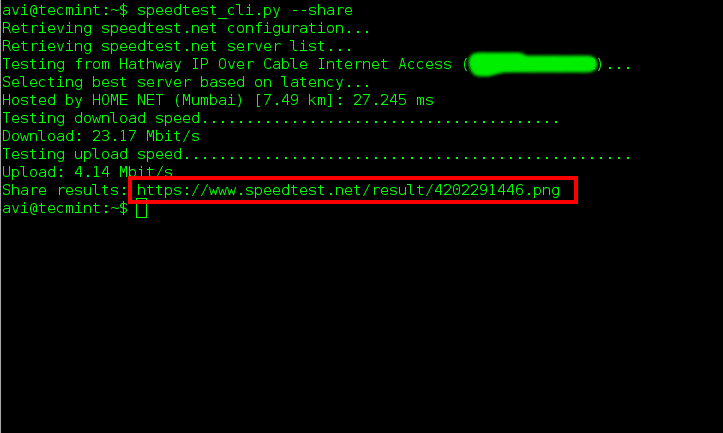 avi@tecmint:~$ speedtest_cli.py --share
Retrieving speedtest.net configuration...
Retrieving speedtest.net server list...
Testing from Hathway IP Over Cable Internet Access ()...
Selecting best server based on latency...
Hosted by HOME NET (Mumbai) [7.49 km]: 27.245 ms
Testing download speed........................................
Download: 23.17 Mbit/s
Testing upload speed..................................................
Upload: 4.14 Mbit/s
Share results: https://www.speedtest.net/result/4202291446.png
avi@tecmint:~$